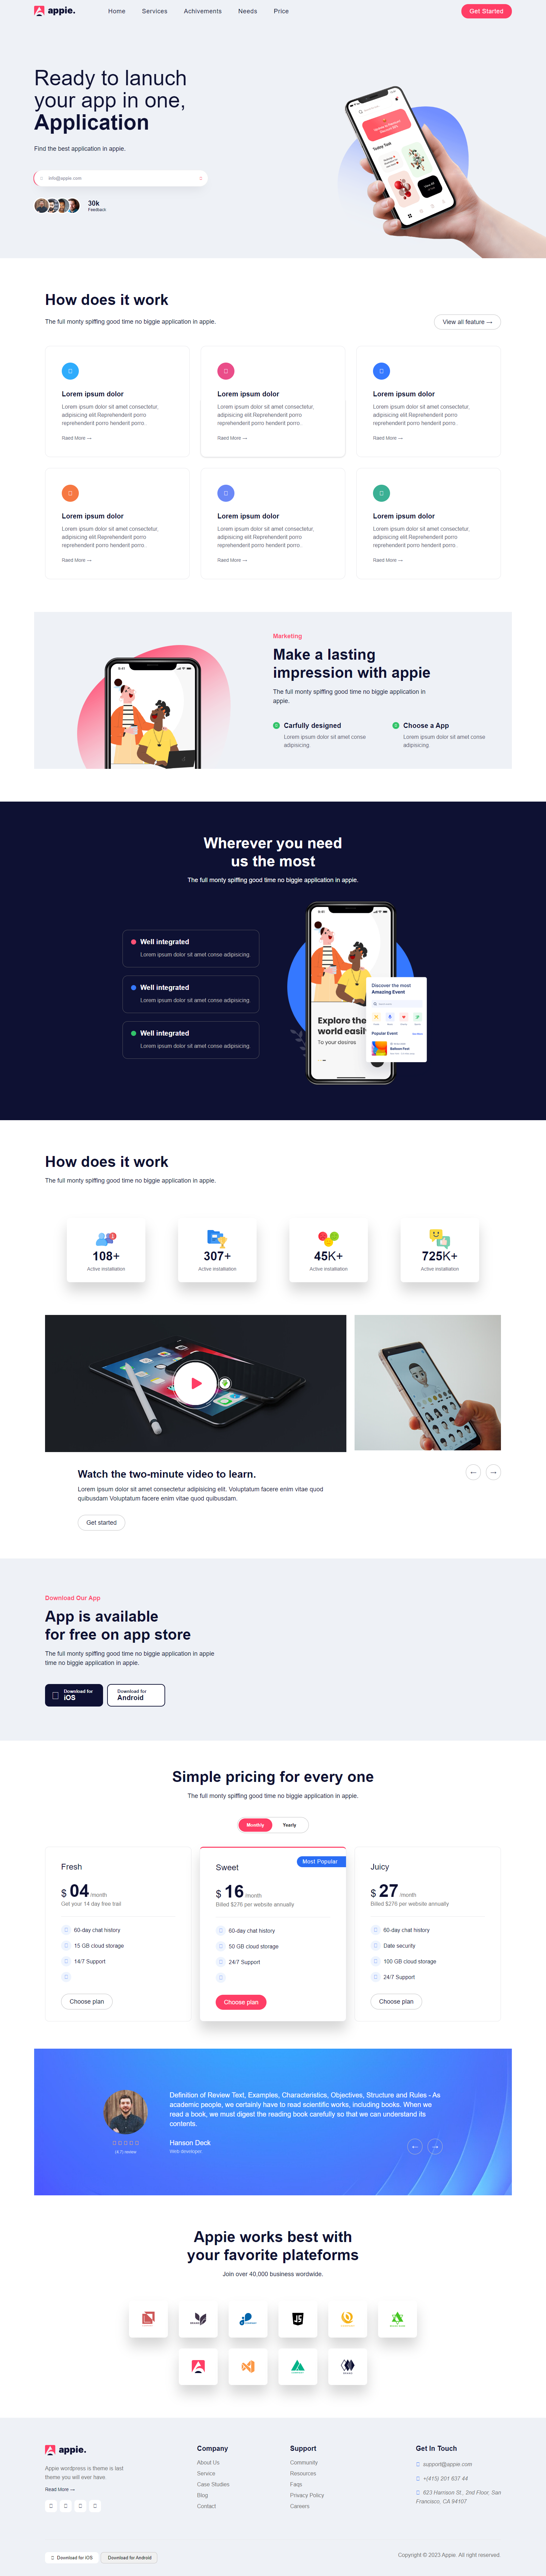 appie.
Home Services Achivements Needs Price
Get Started
Ready to lanuch
your app in one,
Application
Find the best application in apple.
info@apple.com
30k
Feedback
How does it work
The full monty spiffing good time no biggie application in apple.
View all feature →
Lorem ipsum dolor
Lorem ipsum dolor sit amet consectetur,
adipisicing elit Reprehenderit porro
reprehenderit porro henderit porro.
Raed More →
Lorem ipsum dolor
Lorem ipsum dolor sit amet consectetur,
adipisicing elit Reprehenderit porro
reprehenderit porro henderit porro.
Raed More →
Lorem ipsum dolor
Lorem ipsum dolor sit amet consectetur,
adipisicing elit Reprehenderit porro
reprehenderit porro henderit porro.
Raed More →
Lorem ipsum dolor
Lorem ipsum dolor sit amet consectetur,
adipisicing elit Reprehenderit porro
reprehenderit porro henderit porro.
Raed More →
Lorem ipsum dolor
Lorem ipsum dolor sit amet consectetur,
adipisicing elit Reprehenderit porro
reprehenderit porro henderit porro.
Raed More →
Lorem ipsum dolor
Lorem ipsum dolor sit amet consectetur,
adipisicing elit Reprehenderit porro
reprehenderit porro henderit porro.
Raed More →
Marketing
Make a lasting
impression with appie
The full monty spiffing good time no biggie application in
apple.
Carfully designed
Lorem ipsum dolor sit amet conse
adipisicing.
Choose a App
Lorem ipsum dolor sit amet conse
adipisicing.
Wherever you need
us the most
The full monty spiffing good time no biggie application in apple.
Well integrated
Lorem ipsum dolor sit amet conse adipisicing.
Well integrated
Lorem ipsum dolor sit amet conse adipisicing.
Well integrated
Lorem ipsum dolor sit amet conse adipisicing.
9:41
Explore the
world easil
To your desires
Discover the most
Amazing Event
Popular Event
How does it work
The full monty spiffing good time no biggie application in apple.
108+
Active installation
307+
Active installation
45K+
Active installation
725K+
Active installation
Watch the two-minute video to learn.
Lorem ipsum dolor sit amet consectetur adipisicing elit. Voluptatum facere enim vitae quod
quibusdam Voluptatum facere enim vitae quod quibusdam.
← →
Get started
Download Our App
App is available
for free on app store
The full monty spiffing good time no biggie application in apple
time no biggie application in apple.
Download for
iOS
Download for
Android
Simple pricing for every one
The full monty spiffing good time no biggie application in apple.
Monthly Yearly
Fresh
$ 04 /month
Get your 14 day free trail
60-day chat history
15 GB cloud storage
14/7 Support
Choose plan
Most Popular
Sweet
$ 16 /month
Billed $276 per website annually
60-day chat history
50 GB cloud storage
24/7 Support
Choose plan
Juicy
$ 27 /month
Billed $276 per website annually
60-day chat history
Date security
100 GB cloud storage
24/7 Support
Choose plan
Definition of Review Text, Examples, Characteristics, Objectives, Structure and Rules - As
academic people, we certainly have to read scientific works, including books. When we
read a book, we must digest the reading book carefully so that we can understand its
contents.
(4.7) review
Hanson Deck
Web developer.
← →
Appie works best with
your favorite plateforms
Join over 40,000 business wordwide.
appie.
Appie wordpress is theme is last
theme you will ever have.
Read More →
Company
About Us
Service
Case Studies
Blog
Contact
Support
Community
Resources
Faqs
Privacy Policy
Careers
Get In Touch
support@appie.com
+(415) 201 637 44
623 Harrison St., 2nd Floor, San
Francisco, CA 94107
Download for iOS
Download for Android
Copyright © 2023 Appie. All right reserved.